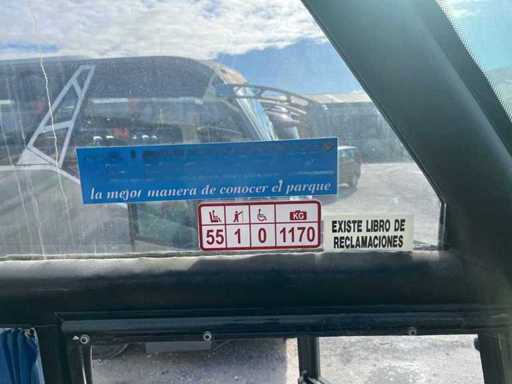 la mejor manera de conocer el parque
KG
55 1 0 1170
EXISTE LIBRO DE
RECLAMACIONES